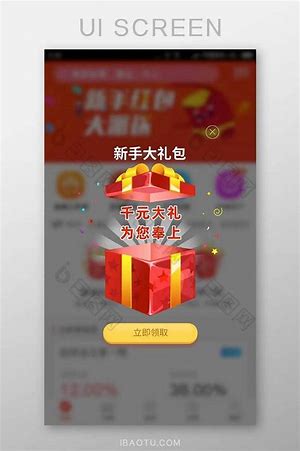 UI SCREEN
新手红包
大派送
新手大礼包
千元大礼
为您奉上
立即领取
12.00%
38.00%
IBAOTU.COM